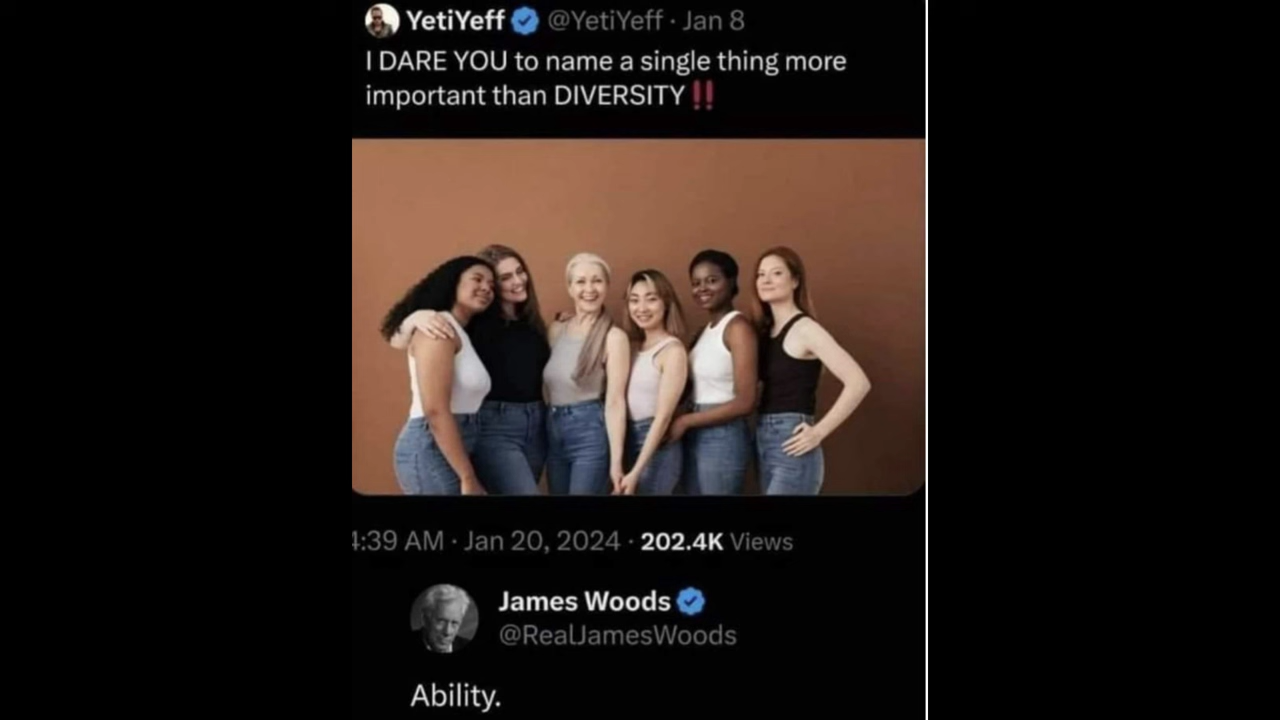 YetiYeff @YetiYeff · Jan 8
I DARE YOU to name a single thing more
important than DIVERSITY‼️
4:39 AM · Jan 20, 2024 · 202.4K Views
James Woods
@RealJamesWoods
Ability.